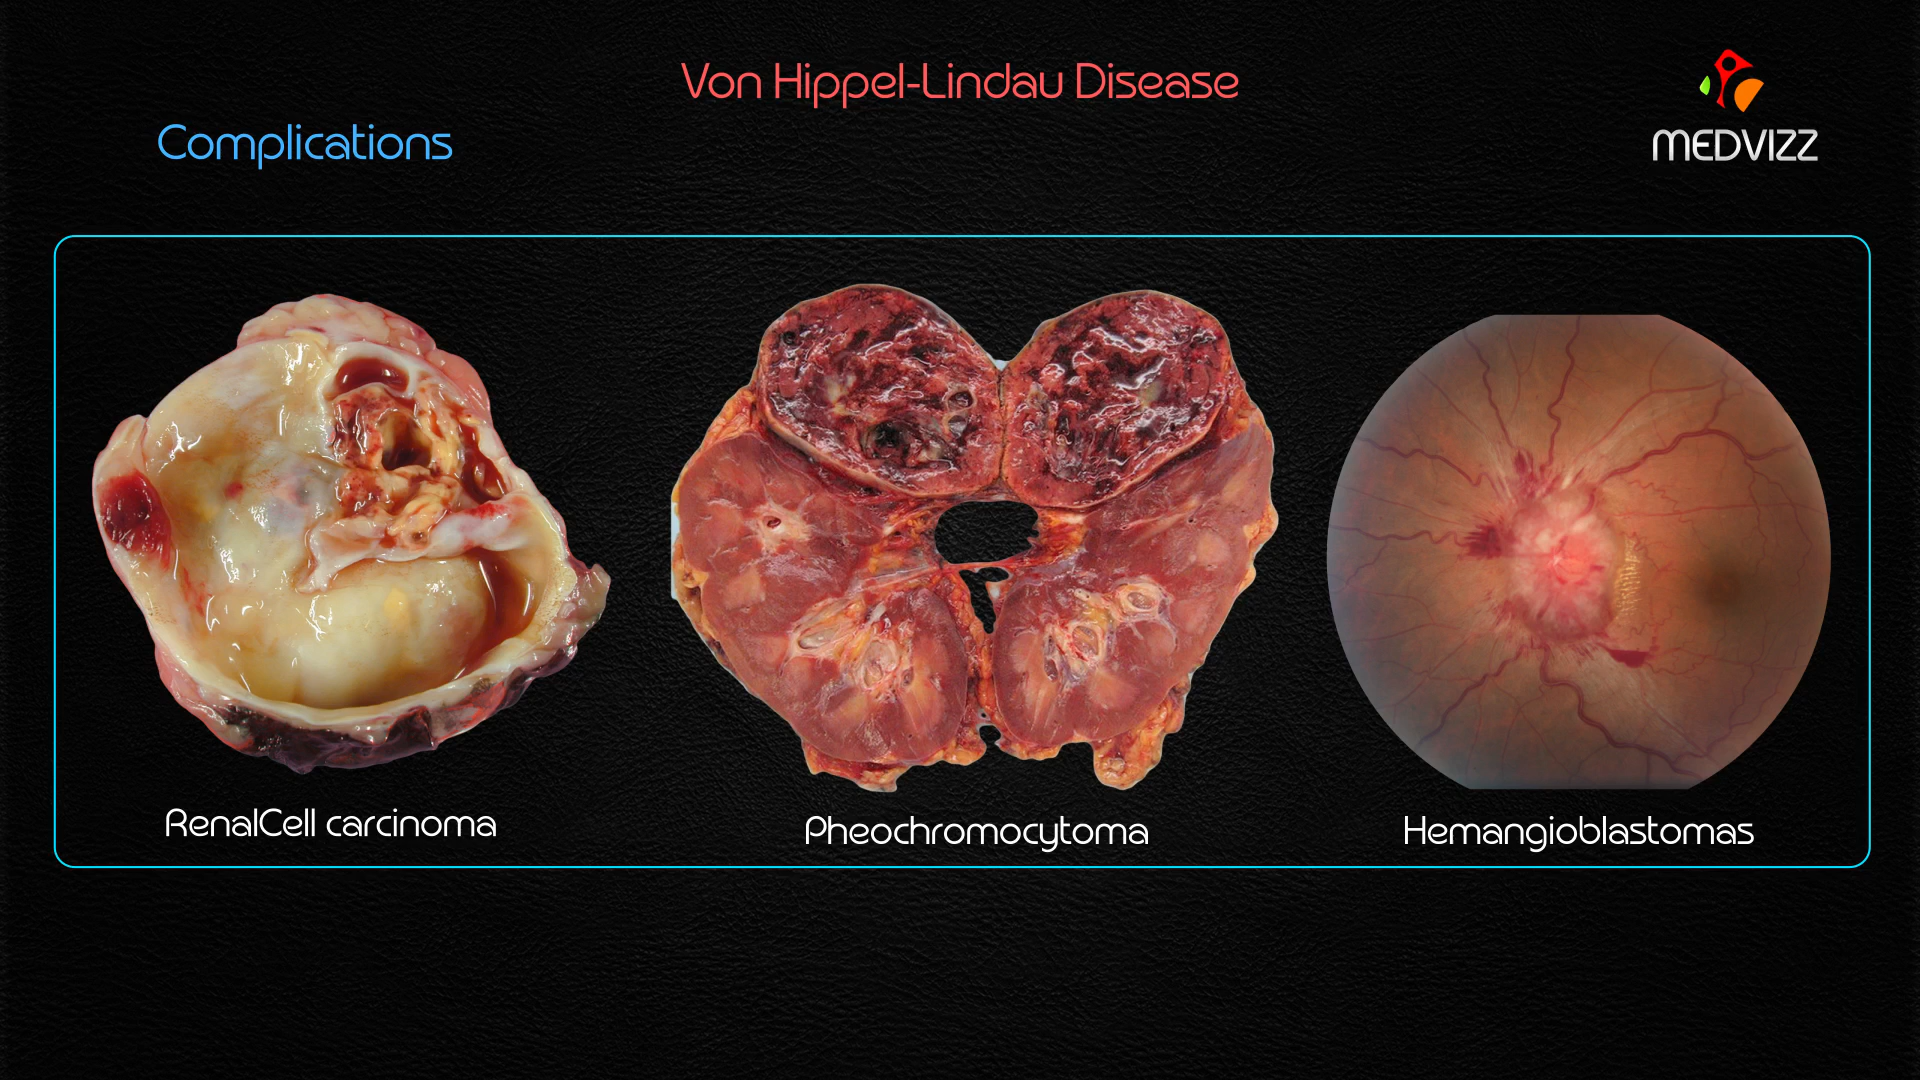 Von Hippel-Lindau Disease
Complications
MEDVIZZ
RenalCell carcinoma
Pheochromocytoma
Hemangioblastomas